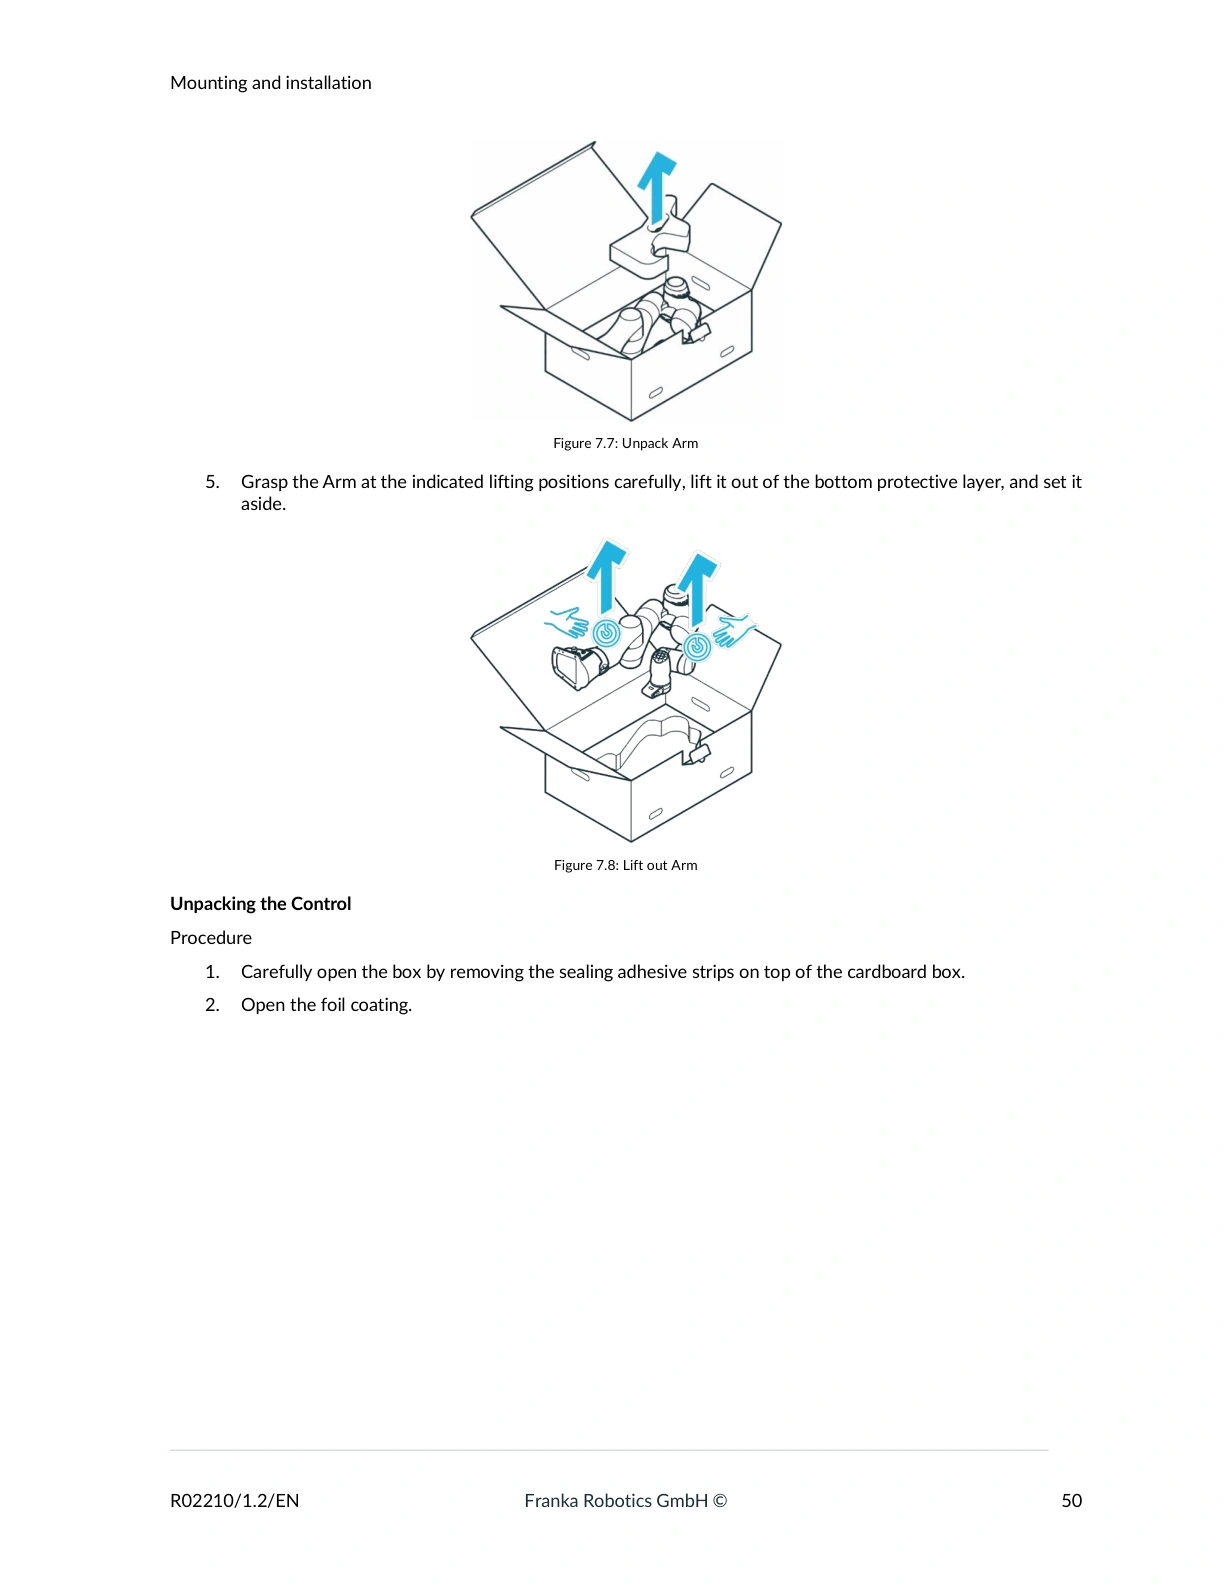 Mounting and installation
Figure 7.7: Unpack Arm
5. Grasp the Arm at the indicated lifting positions carefully, lift it out of the bottom protective layer, and set it
aside.
Figure 7.8: Lift out Arm
Unpacking the Control
Procedure
1. Carefully open the box by removing the sealing adhesive strips on top of the cardboard box.
2. Open the foil coating.
R02210/1.2/EN
Franka Robotics GmbH ©
50